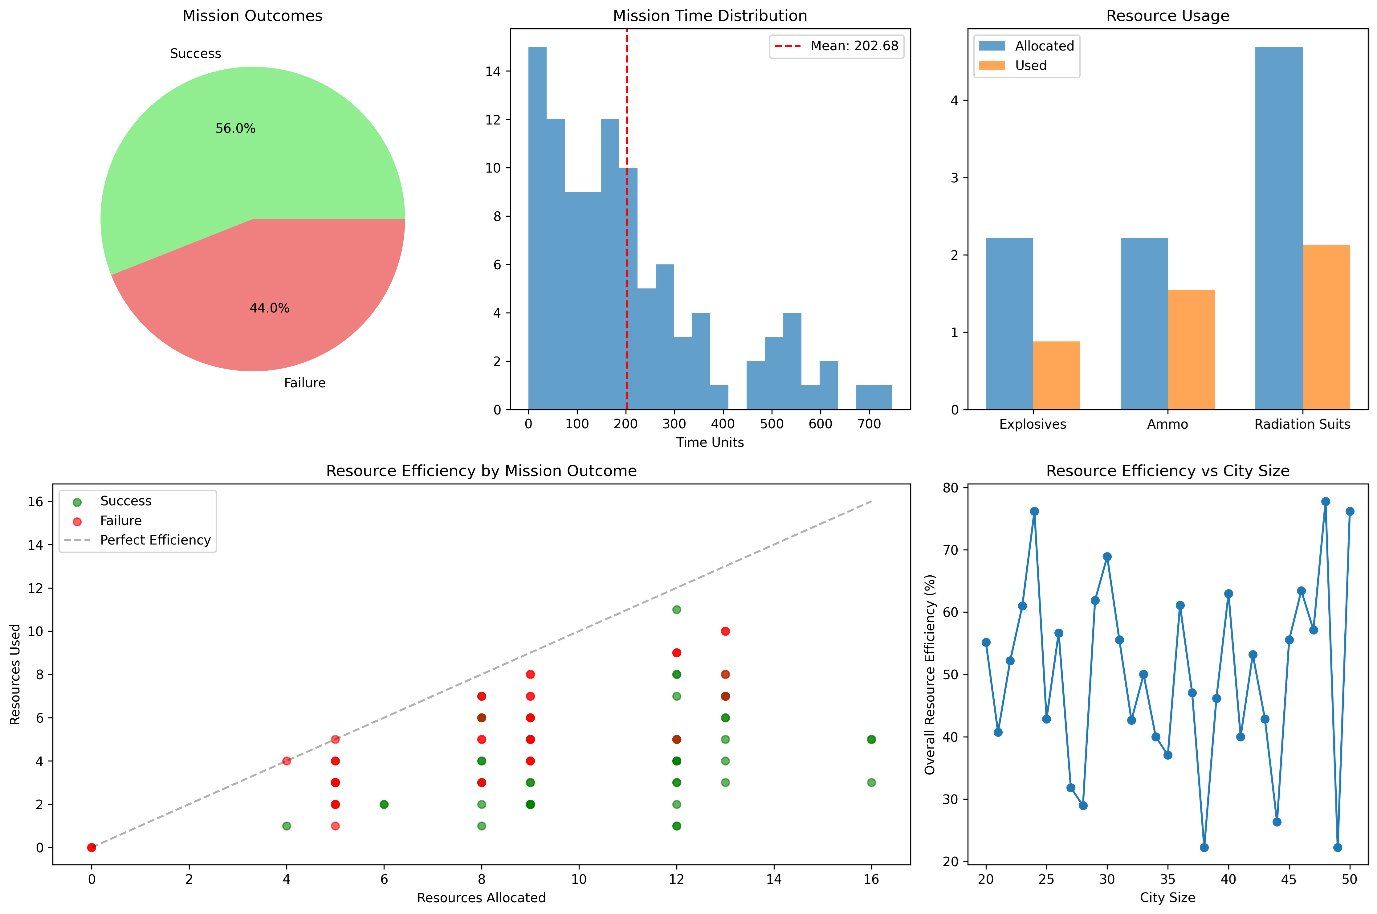 Mission Outcomes
Success
56.0%
44.0%
Failure
Mission Time Distribution
Mean: 202.68
14
12
10
8
6
4
2
0
0 100 200 300 400 500 600 700
Time Units
Resource Usage
Allocated
Used
4
3
2
1
0
Explosives Ammo Radiation Suits
Resource Efficiency by Mission Outcome
Success
Failure
Perfect Efficiency
Resources Used
16
14
12
10
8
6
4
2
0
0 2 4 6 8 10 12 14 16
Resources Allocated
Resource Efficiency vs City Size
Overall Resource Efficiency (%)
80
70
60
50
40
30
20
20 25 30 35 40 45 50
City Size